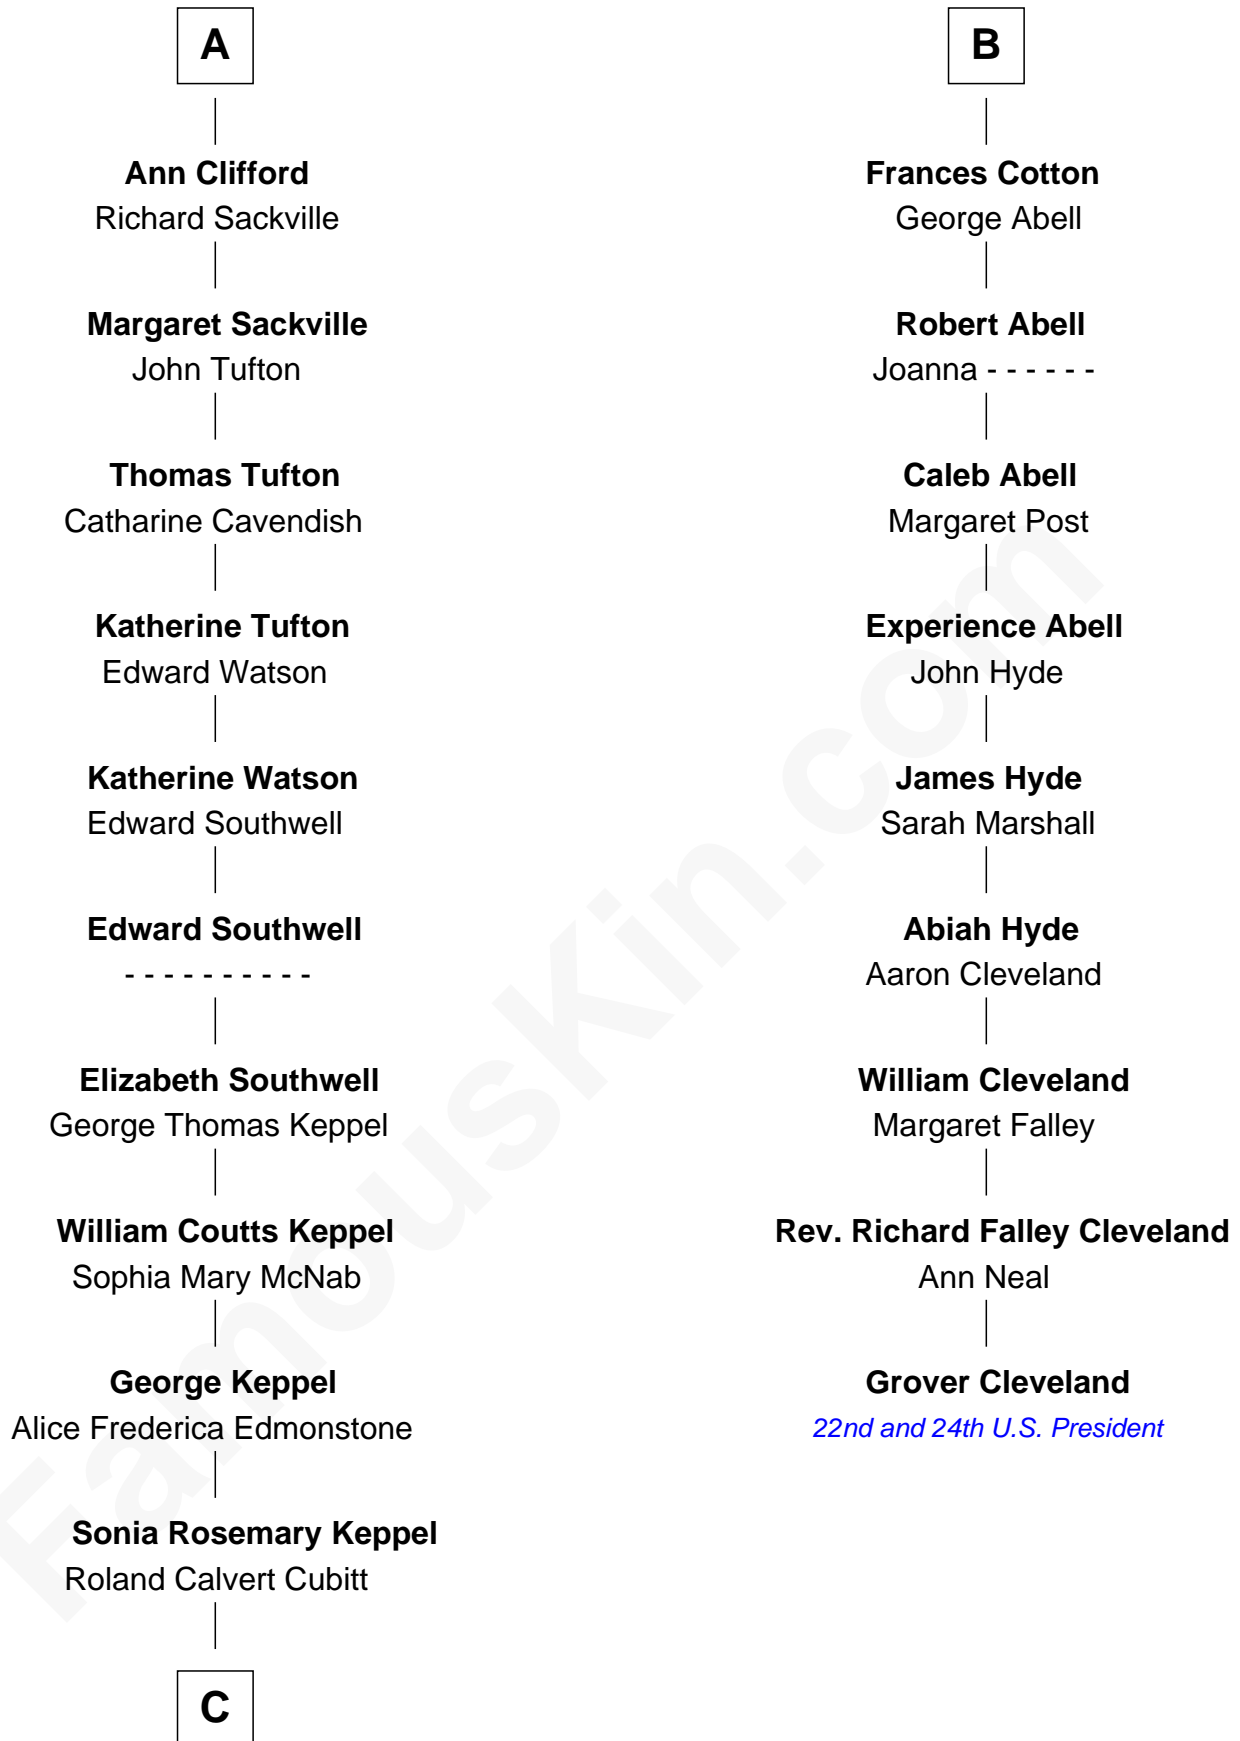 A
Ann Clifford
Richard Sackville
Margaret Sackville
John Tufton
Thomas Tufton
Catharine Cavendish
Katherine Tufton
Edward Watson
Katherine Watson
Edward Southwell
Edward Southwell
- - - - - - - - - -
Elizabeth Southwell
George Thomas Keppel
William Coutts Keppel
Sophia Mary McNab
George Keppel
Alice Frederica Edmonstone
Sonia Rosemary Keppel
Roland Calvert Cubitt
C
B
Frances Cotton
George Abell
Robert Abell
Joanna - - - - - -
Caleb Abell
Margaret Post
Experience Abell
John Hyde
James Hyde
Sarah Marshall
Abiah Hyde
Aaron Cleveland
William Cleveland
Margaret Falley
Rev. Richard Falley Cleveland
Ann Neal
Grover Cleveland
22nd and 24th U.S. President
FamousKin.com